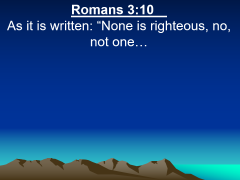 Romans 3:10
As it is written: “None is righteous, no,
not one…